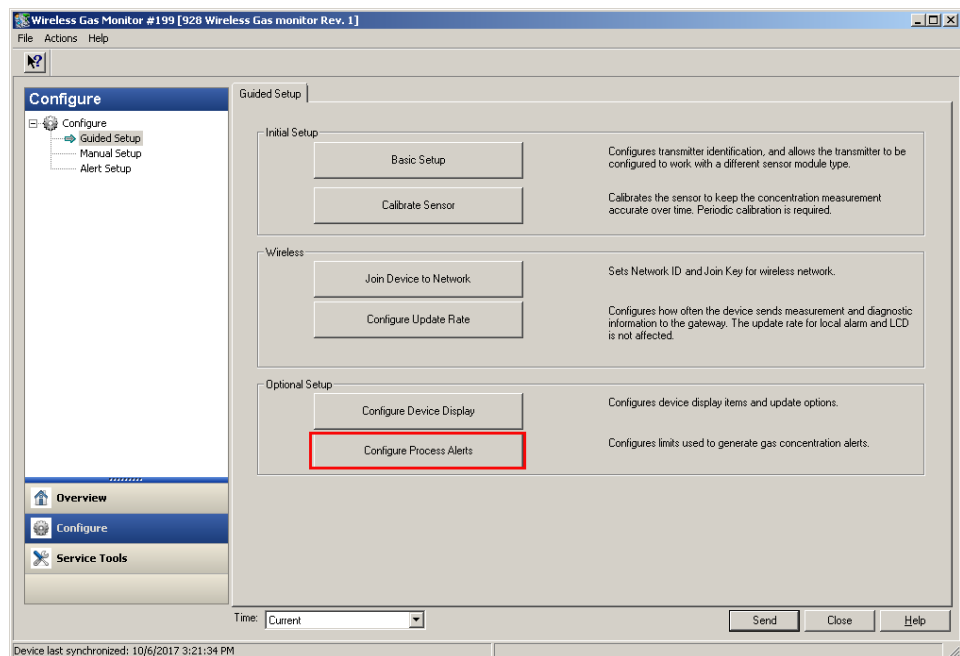 Wireless Gas Monitor #199 [928 Wireless Gas monitor Rev. 1]
File Actions Help
Configure
Configure
Guided Setup
Manual Setup
Alert Setup
Overview
Configure
Service Tools
Guided Setup
Initial Setup
Basic Setup
Configures transmitter identification, and allows the transmitter to be
configured to work with a different sensor module type.
Calibrate Sensor
Calibrates the sensor to keep the concentration measurement
accurate over time. Periodic calibration is required.
Wireless
Join Device to Network
Sets Network ID and Join Key for wireless network.
Configure Update Rate
Configures how often the device sends measurement and diagnostic
information to the gateway. The update rate for local alarm and LCD
is not affected.
Optional Setup
Configure Device Display
Configures device display items and update options.
Configure Process Alerts
Configures limits used to generate gas concentration alerts.
Time: Current
Send Close Help
Device last synchronized: 10/6/2017 3:21:34 PM